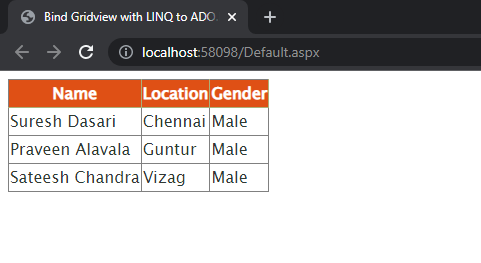 Bind Gridview with LINQ to ADO.
localhost:58098/Default.aspx
Name Location Gender
Suresh Dasari Chennai Male
Praveen Alavala Guntur Male
Sateesh Chandra Vizag Male